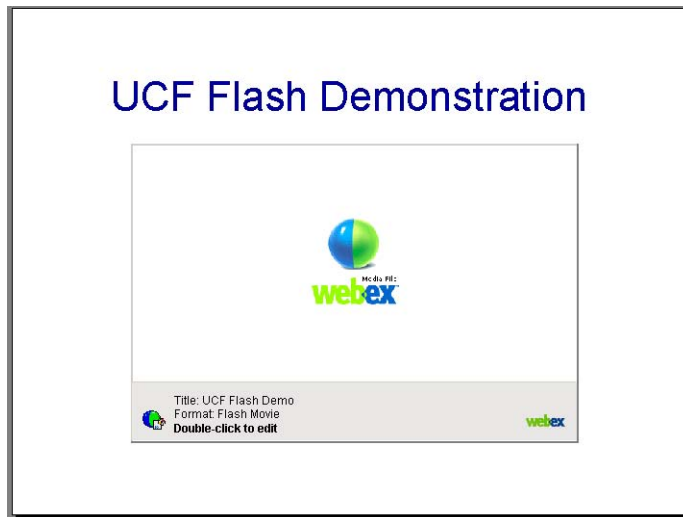 UCF Flash Demonstration
Media File
webex
Title: UCF Flash Demo
Format: Flash Movie
Double-click to edit
webex